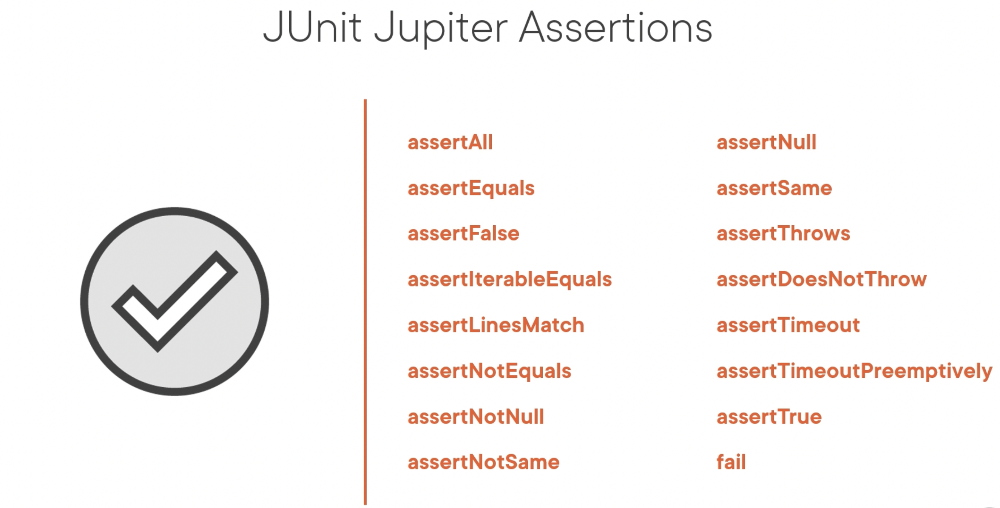 JUnit Jupiter Assertions
assertAll
assertEquals
assertFalse
assertIterableEquals
assertLinesMatch
assertNotEquals
assertNotNull
assertNotSame
assertNull
assertSame
assertThrows
assertDoesNotThrow
assertTimeout
assertTimeoutPreemptively
assertTrue
fail